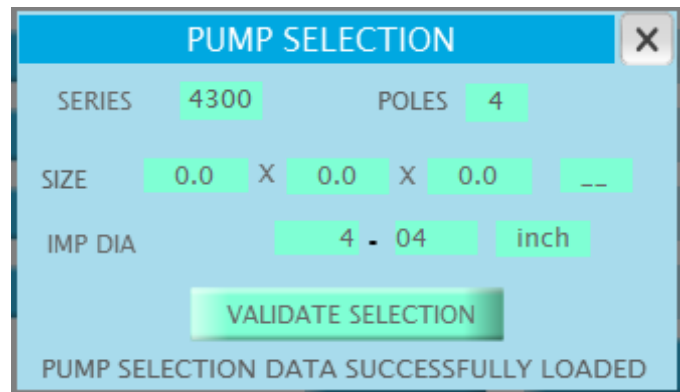 PUMP SELECTION X
SERIES 4300 POLES 4
SIZE 0.0 X 0.0 X 0.0 __
IMP DIA 4 - 04 inch
VALIDATE SELECTION
PUMP SELECTION DATA SUCCESSFULLY LOADED